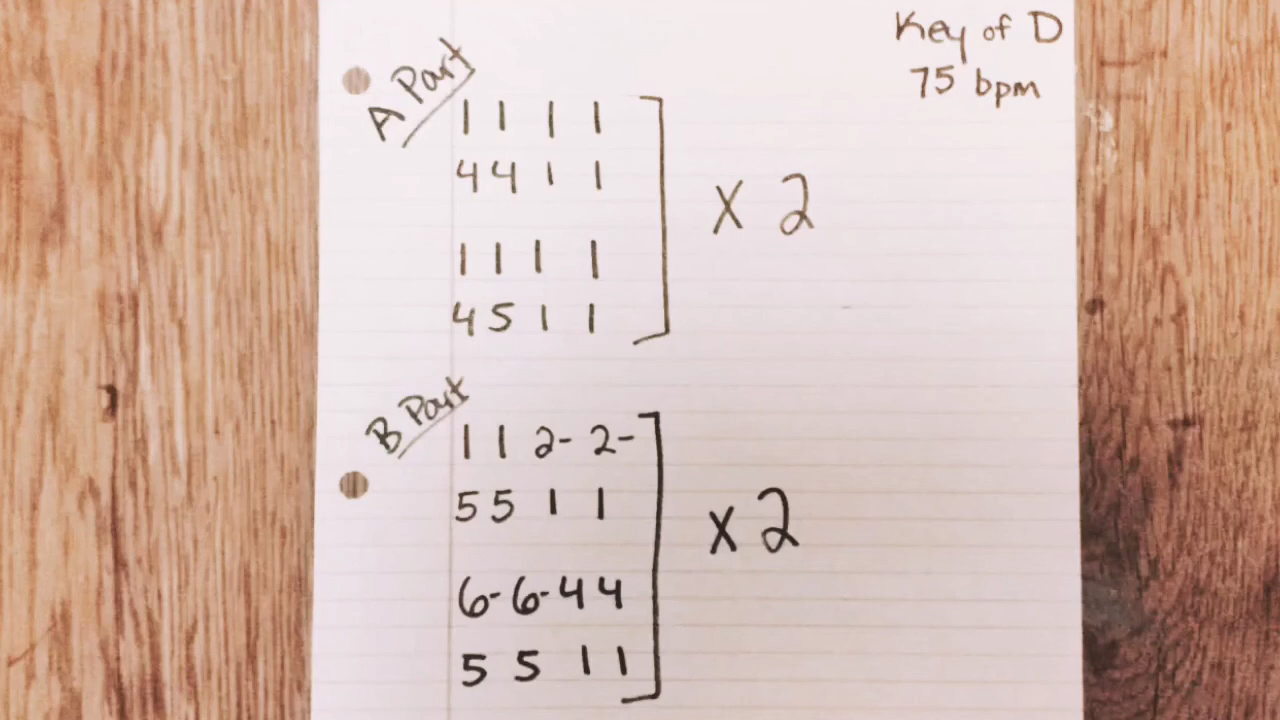 Key of D
75 bpm
A Part
1 1 1 1
4 4 1 1
1 1 1 1
4 5 1 1
x 2
B Part
1 1 2- 2-
5 5 1 1
6- 6- 4 4
5 5 1 1
x 2